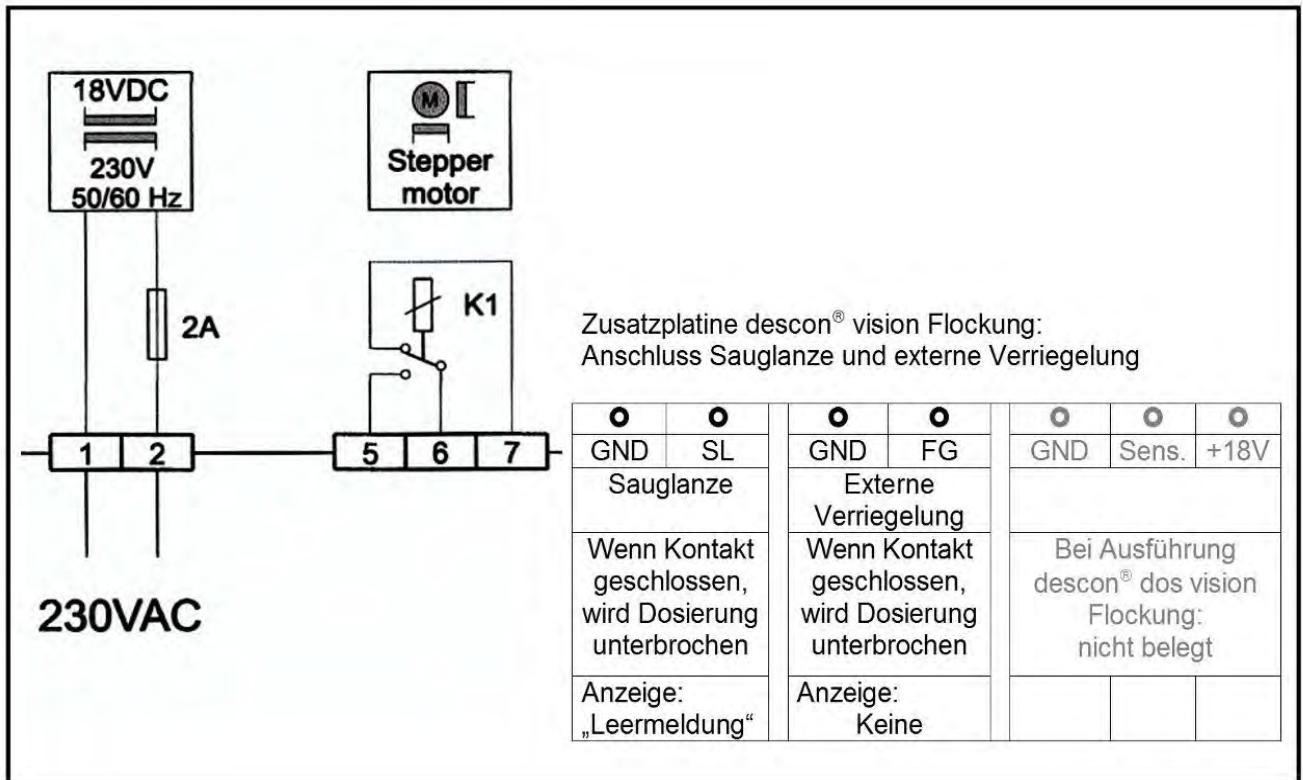 18VDC
230V
50/60 Hz
M
Stepper
motor
2A
K1
1 2
5 6 7
230VAC
Zusatzplatine descon® vision Flockung:
Anschluss Sauglanze und externe Verriegelung
GND SL GND FG GND Sens. +18V
Sauglanze
Externe
Verriegelung
Wenn Kontakt
geschlossen,
wird Dosierung
unterbrochen
Wenn Kontakt
geschlossen,
wird Dosierung
unterbrochen
Bei Ausführung
descon® dos vision
Flockung:
nicht belegt
Anzeige:
„Leermeldung“
Anzeige:
Keine